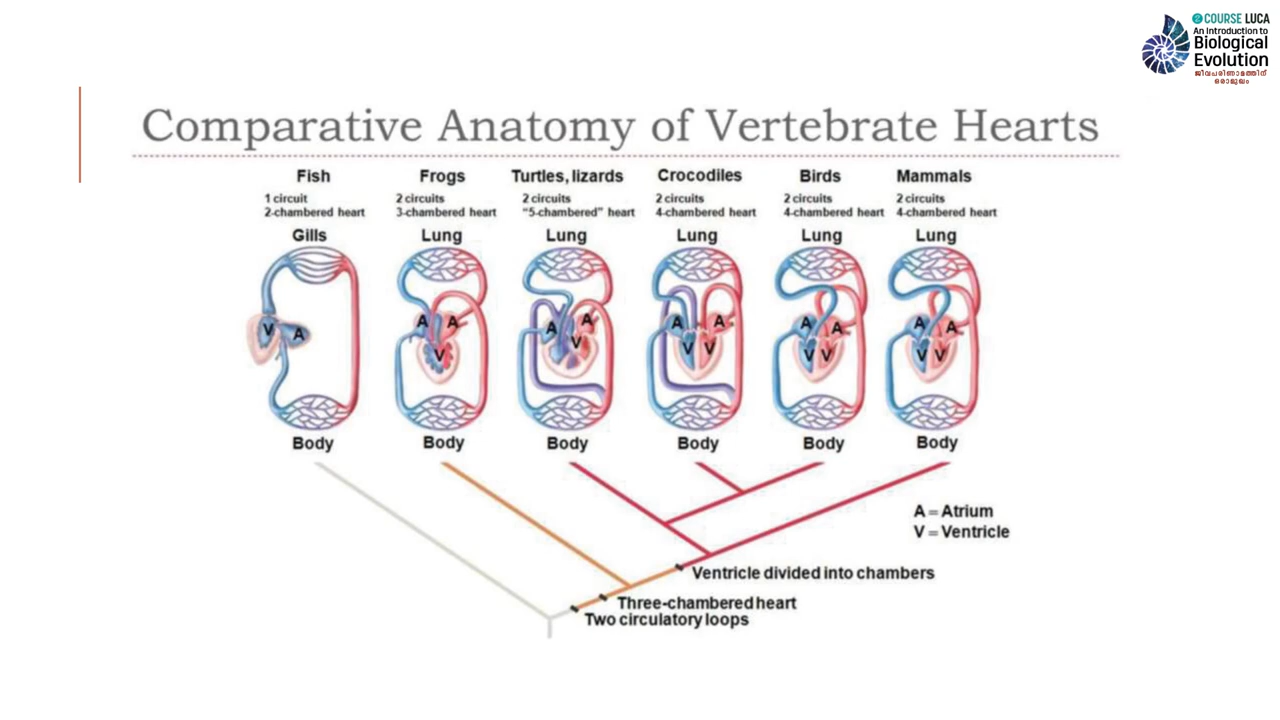 COURSE LUCA
An Introduction to
Biological
Evolution
ജീവപരിണാമത്തിന്
ഒരാമുഖം
Comparative Anatomy of Vertebrate Hearts
Fish
1 circuit
2-chambered heart
Gills
V
A
Body
Frogs
2 circuits
3-chambered heart
Lung
A
A
V
Body
Turtles, lizards
2 circuits
"5-chambered" heart
Lung
A
A
V
Body
Crocodiles
2 circuits
4-chambered heart
Lung
A
A
V
V
Body
Birds
2 circuits
4-chambered heart
Lung
A
A
V
V
Body
Mammals
2 circuits
4-chambered heart
Lung
A
A
V
V
Body
A = Atrium
V = Ventricle
Ventricle divided into chambers
Three-chambered heart
Two circulatory loops